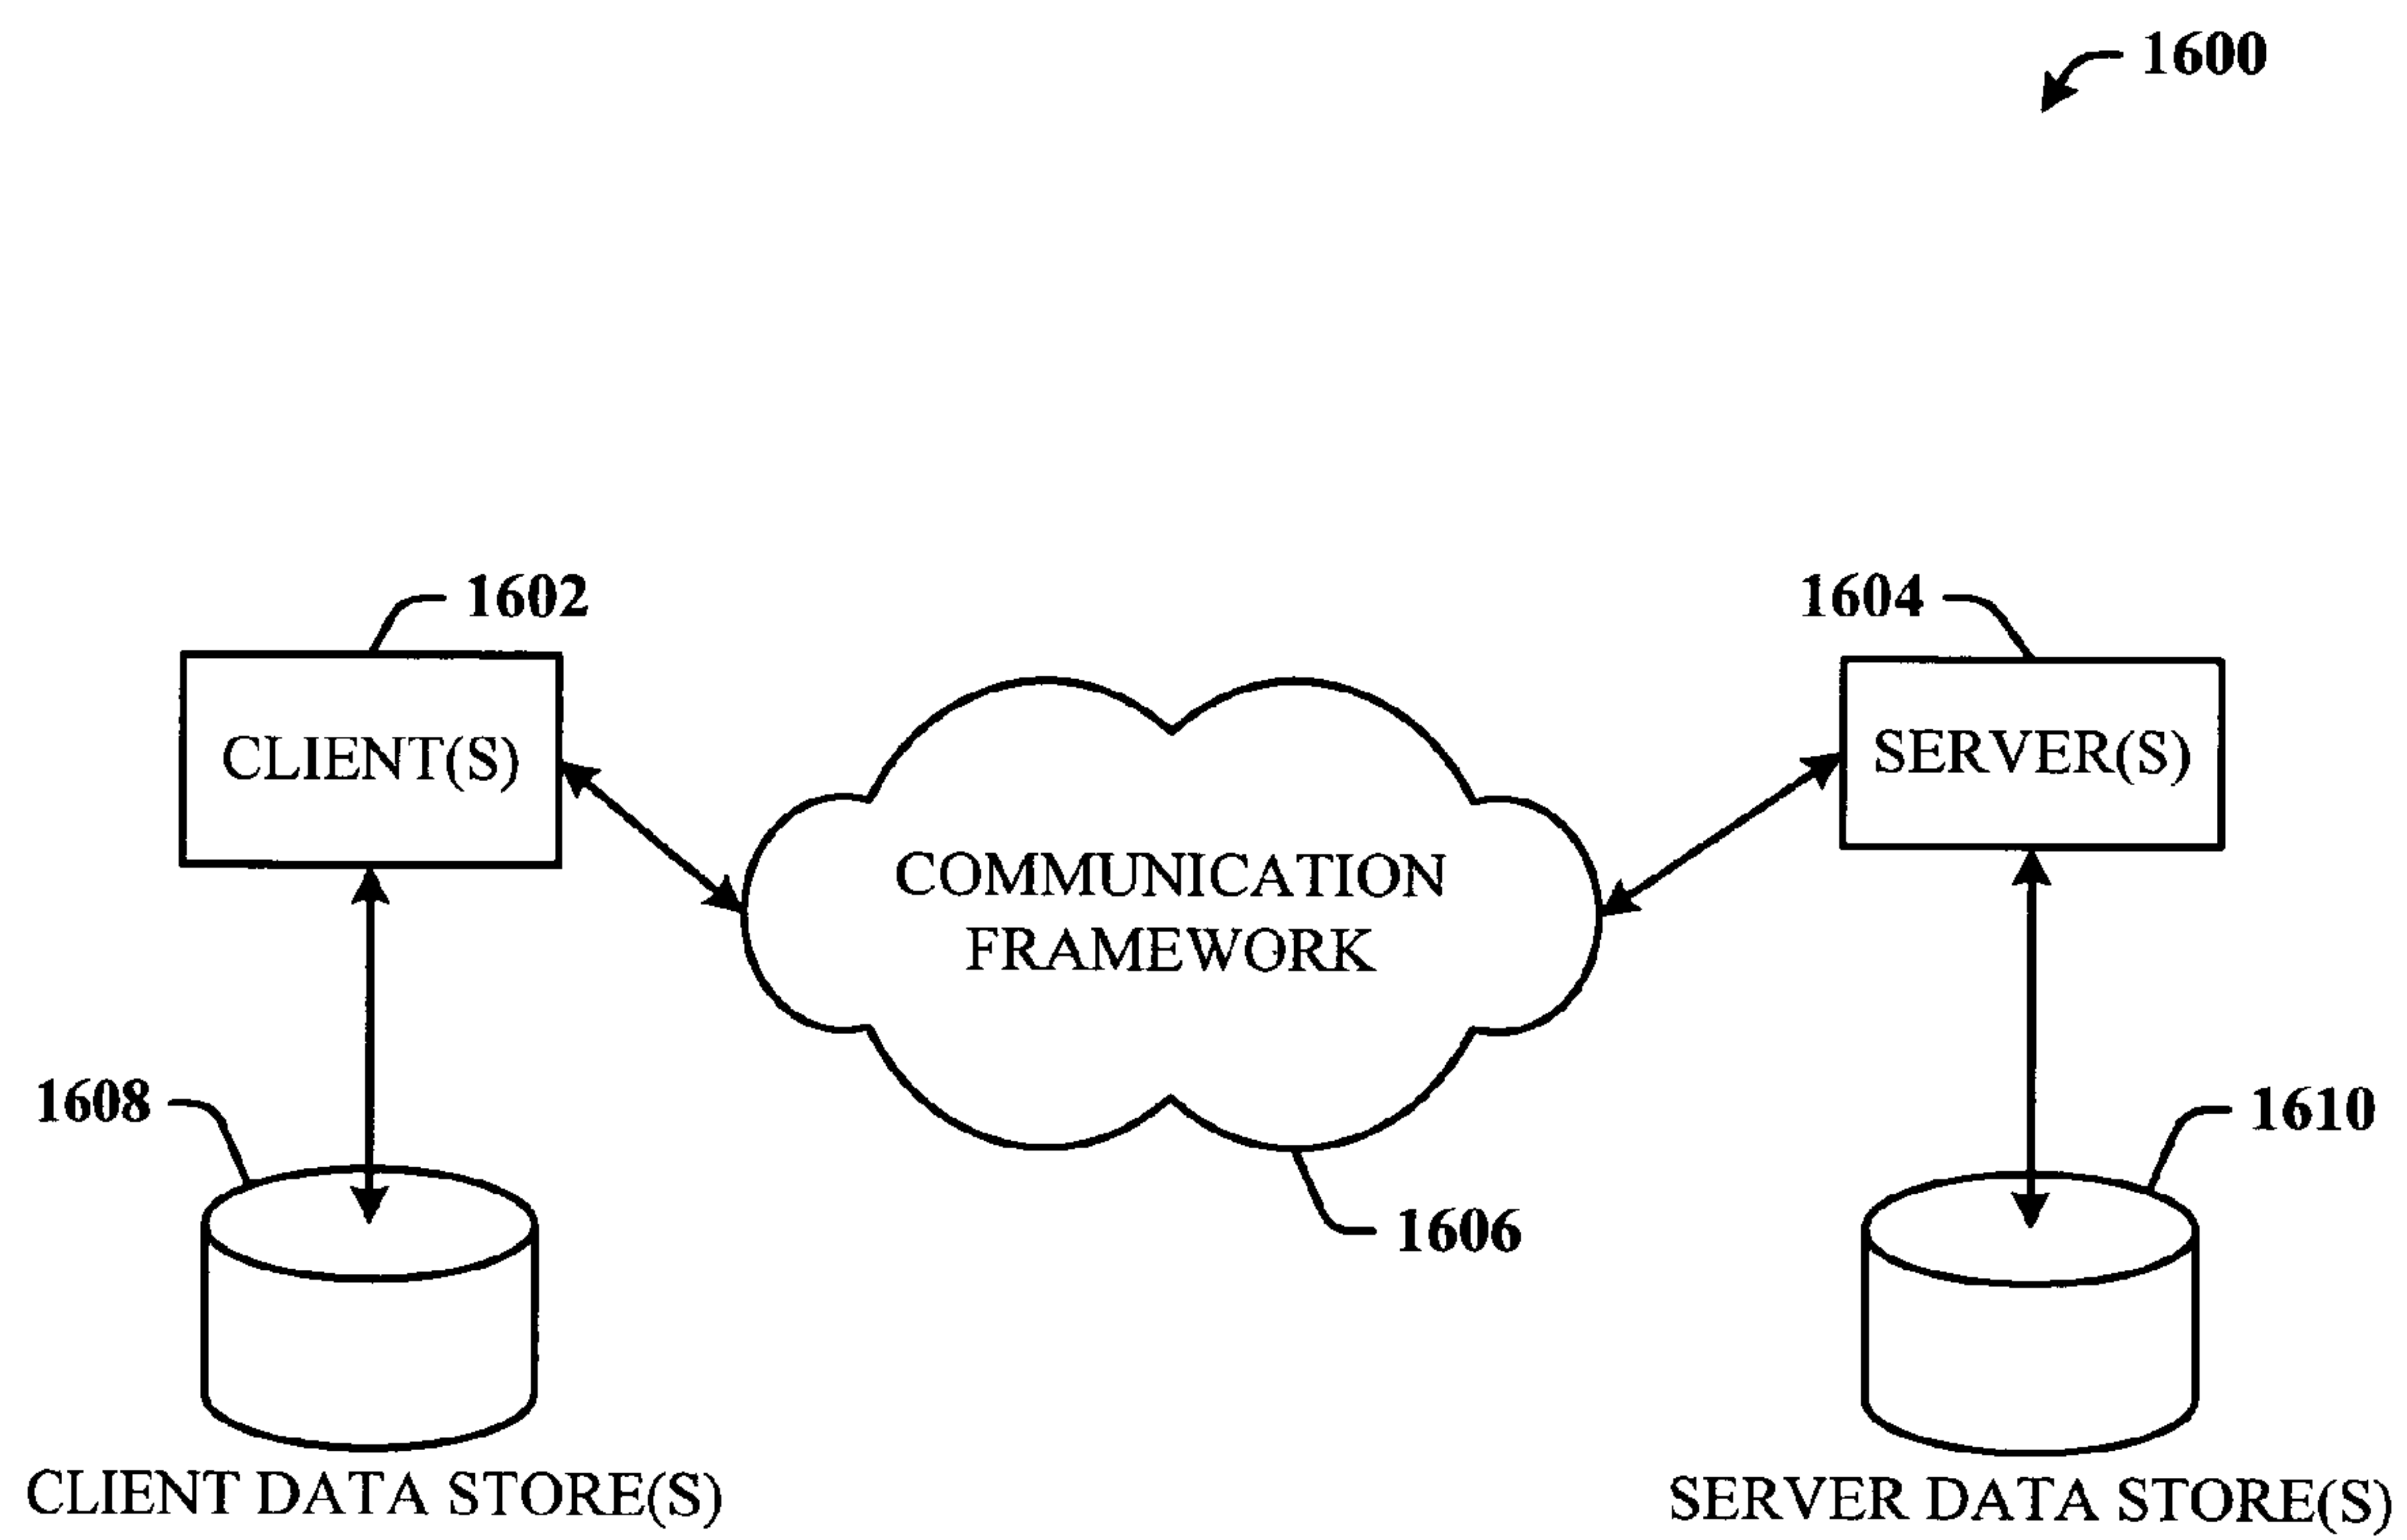 1600
1602
1604
CLIENT(S)
SERVER(S)
COMMUNICATION
FRAMEWORK
1608
1610
1606
CLIENT DATA STORE(S)
SERVER DATA STORE(S)